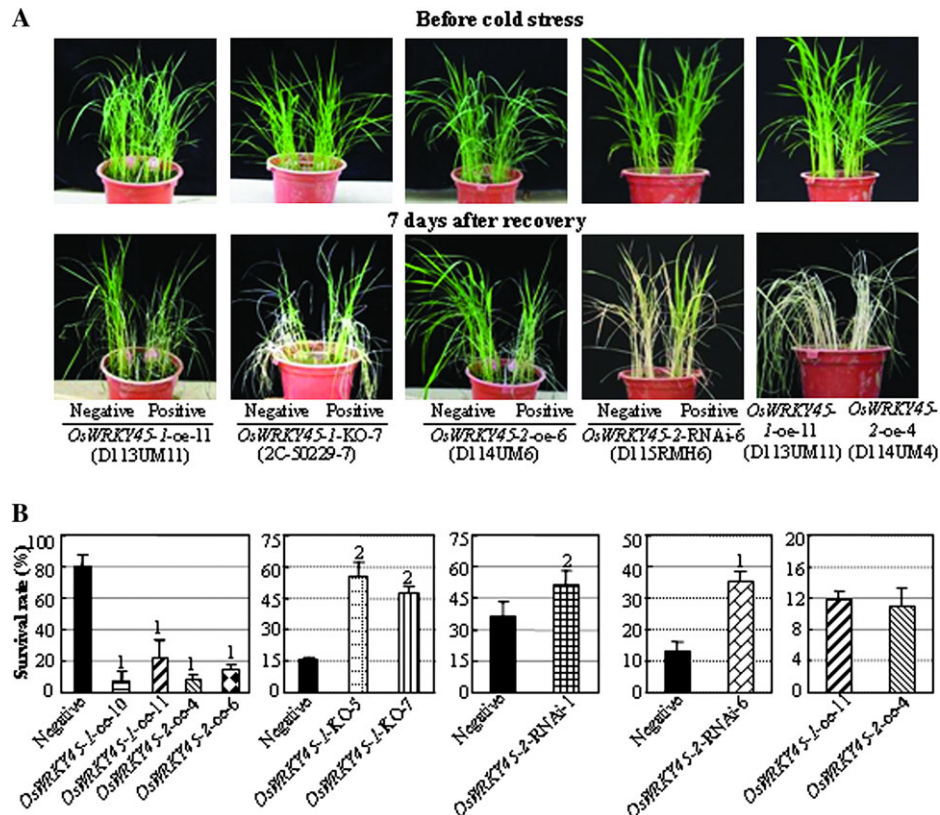 A
Before cold stress
7 days after recovery
Negative Positive Negative Positive Negative Positive Negative Positive OsWRKY45- OsWRKY45-
OsWRKY45-1-oe-11 OsWRKY45-1-KO-7 OsWRKY45-2-oe-6 OsWRKY45-2-RNAi-6 1-oe-11 2-oe-4
(D113UM11) (2C-50229-7) (D114UM6) (D115RMH6) (D113UM11) (D114UM4)
B
Survival rate (%)
100
80
60
40
20
0
1
1
1
1
Negative
OsWRKY45-1-oe-10
OsWRKY45-1-oe-11
OsWRKY45-2-oe-4
OsWRKY45-2-oe-6
75
60
45
30
15
0
2
2
Negative
OsWRKY45-1-KO-5
OsWRKY45-1-KO-7
75
60
45
30
15
0
2
Negative
OsWRKY45-2-RNAi-1
50
40
30
20
10
0
1
Negative
OsWRKY45-2-RNAi-6
20
16
12
8
4
0
OsWRKY45-1-oe-11
OsWRKY45-2-oe-4